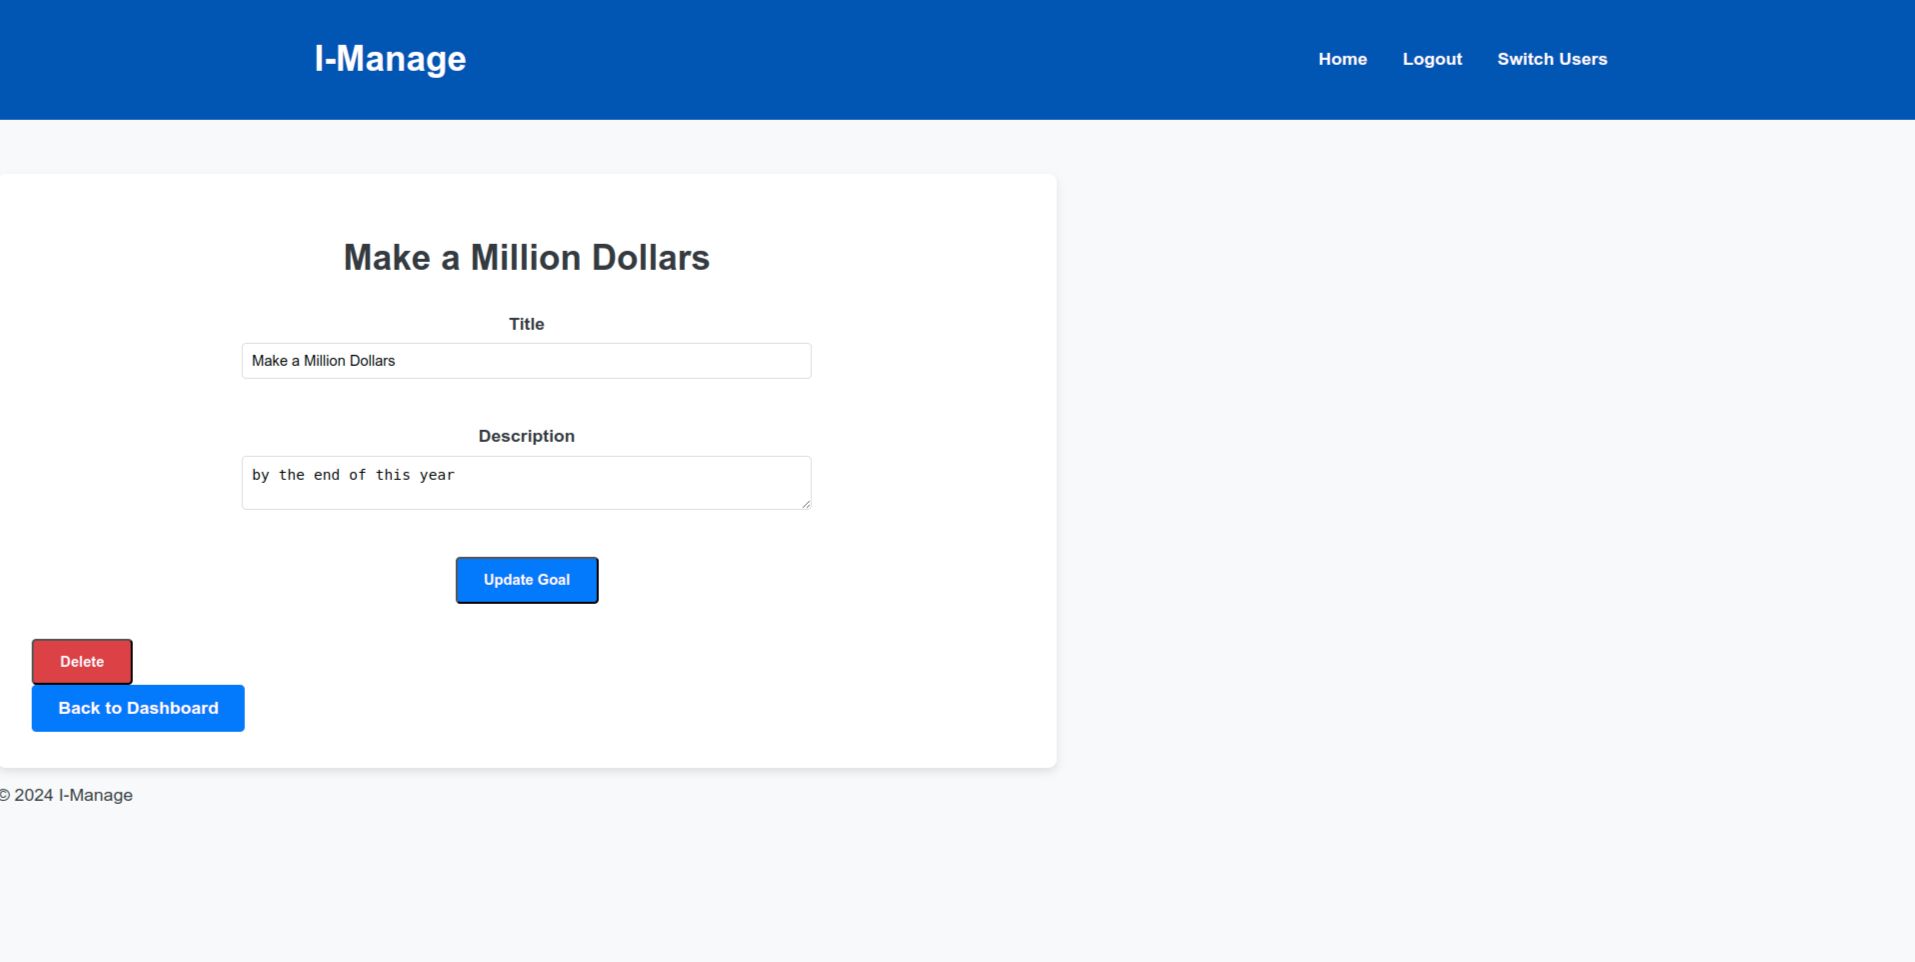 I-Manage
Home Logout Switch Users
Make a Million Dollars
Title
Make a Million Dollars
Description
by the end of this year
Update Goal
Delete
Back to Dashboard
© 2024 I-Manage